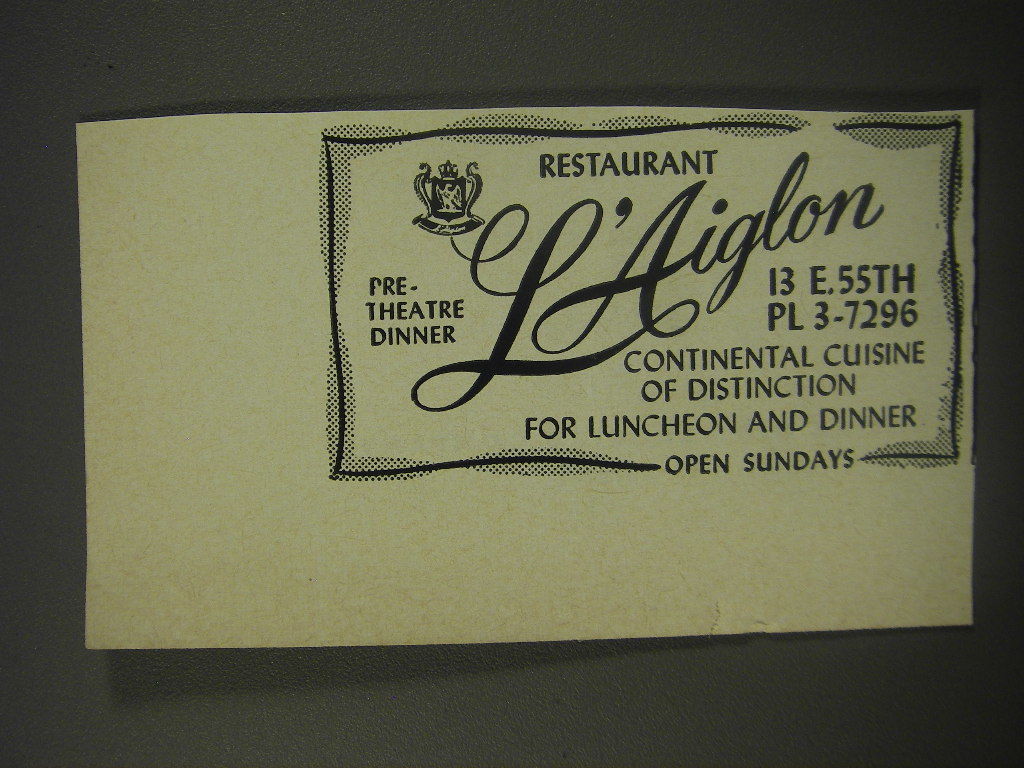 RESTAURANT
L'Aiglon
PRE-
THEATRE
DINNER
13 E. 55TH
PL 3-7296
CONTINENTAL CUISINE
OF DISTINCTION
FOR LUNCHEON AND DINNER
OPEN SUNDAYS